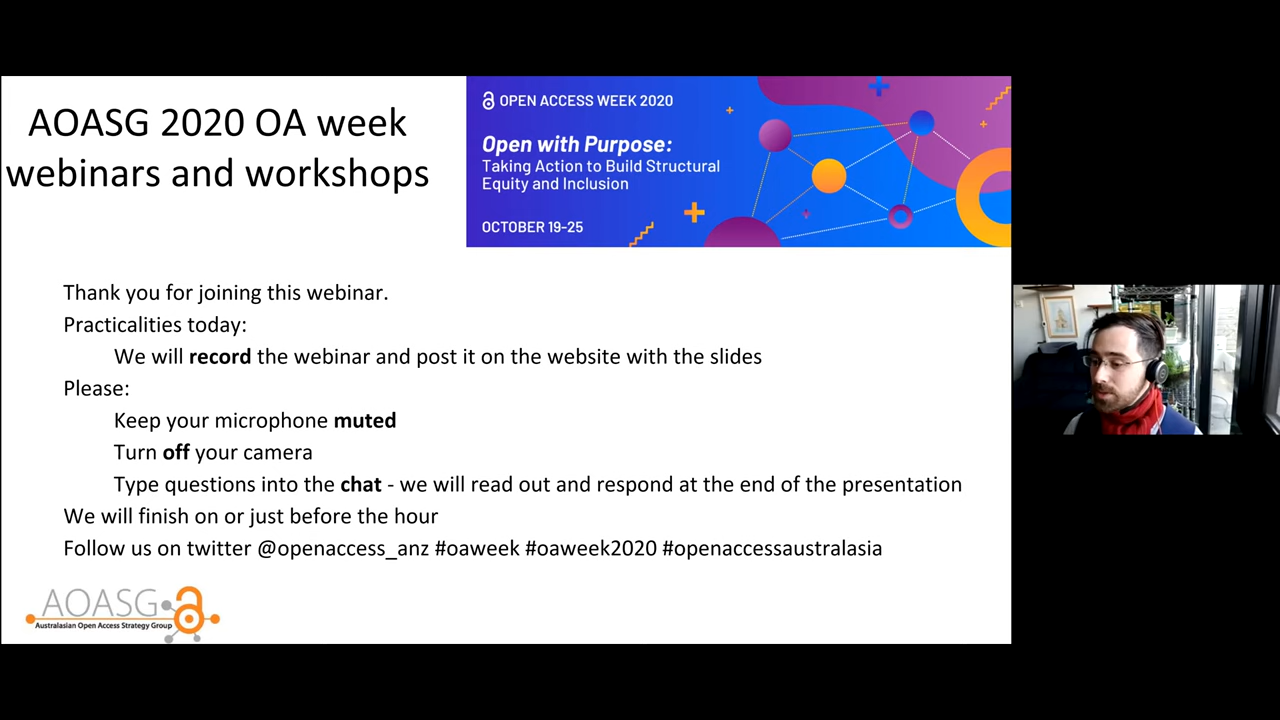 AOASG 2020 OA week
webinars and workshops
OPEN ACCESS WEEK 2020
Open with Purpose:
Taking Action to Build Structural
Equity and Inclusion
OCTOBER 19-25
Thank you for joining this webinar.
Practicalities today:
We will record the webinar and post it on the website with the slides
Please:
Keep your microphone muted
Turn off your camera
Type questions into the chat - we will read out and respond at the end of the presentation
We will finish on or just before the hour
Follow us on twitter @openaccess_anz #oaweek #oaweek2020 #openaccessaustralasia
AOASG
Australasian Open Access Strategy Group